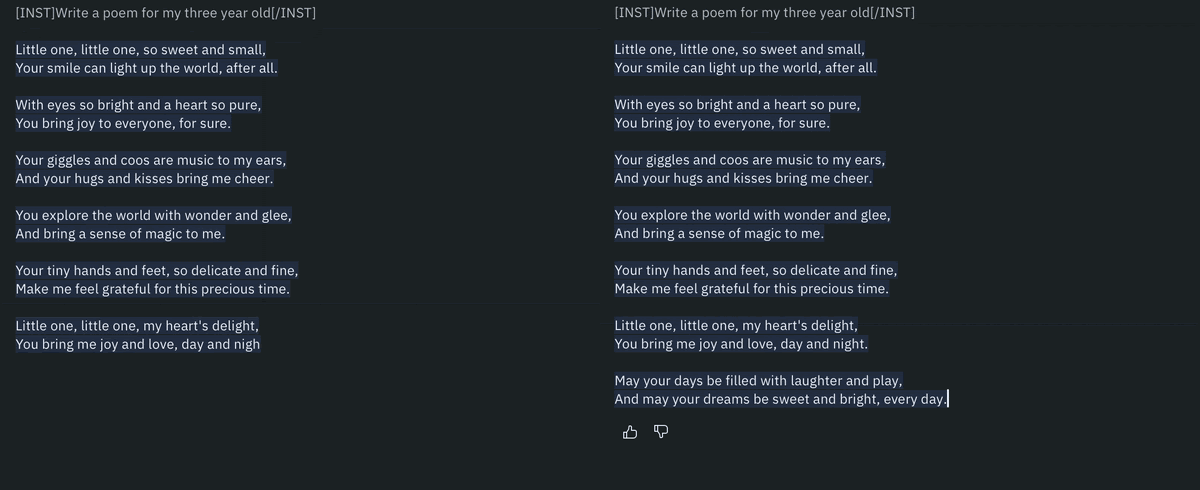 [INST]Write a poem for my three year old[/INST]
Little one, little one, so sweet and small,
Your smile can light up the world, after all.
With eyes so bright and a heart so pure,
You bring joy to everyone, for sure.
Your giggles and coos are music to my ears,
And your hugs and kisses bring me cheer.
You explore the world with wonder and glee,
And bring a sense of magic to me.
Your tiny hands and feet, so delicate and fine,
Make me feel grateful for this precious time.
Little one, little one, my heart's delight,
You bring me joy and love, day and nigh
[INST]Write a poem for my three year old[/INST]
Little one, little one, so sweet and small,
Your smile can light up the world, after all.
With eyes so bright and a heart so pure,
You bring joy to everyone, for sure.
Your giggles and coos are music to my ears,
And your hugs and kisses bring me cheer.
You explore the world with wonder and glee,
And bring a sense of magic to me.
Your tiny hands and feet, so delicate and fine,
Make me feel grateful for this precious time.
Little one, little one, my heart's delight,
You bring me joy and love, day and night.
May your days be filled with laughter and play,
And may your dreams be sweet and bright, every day.